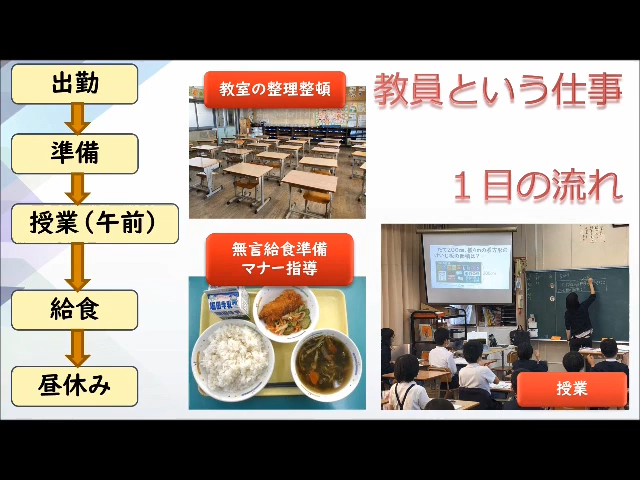 教員という仕事
１日の流れ
出勤
準備
授業（午前）
給食
昼休み
教室の整理整頓
無言給食準備
マナー指導
授業